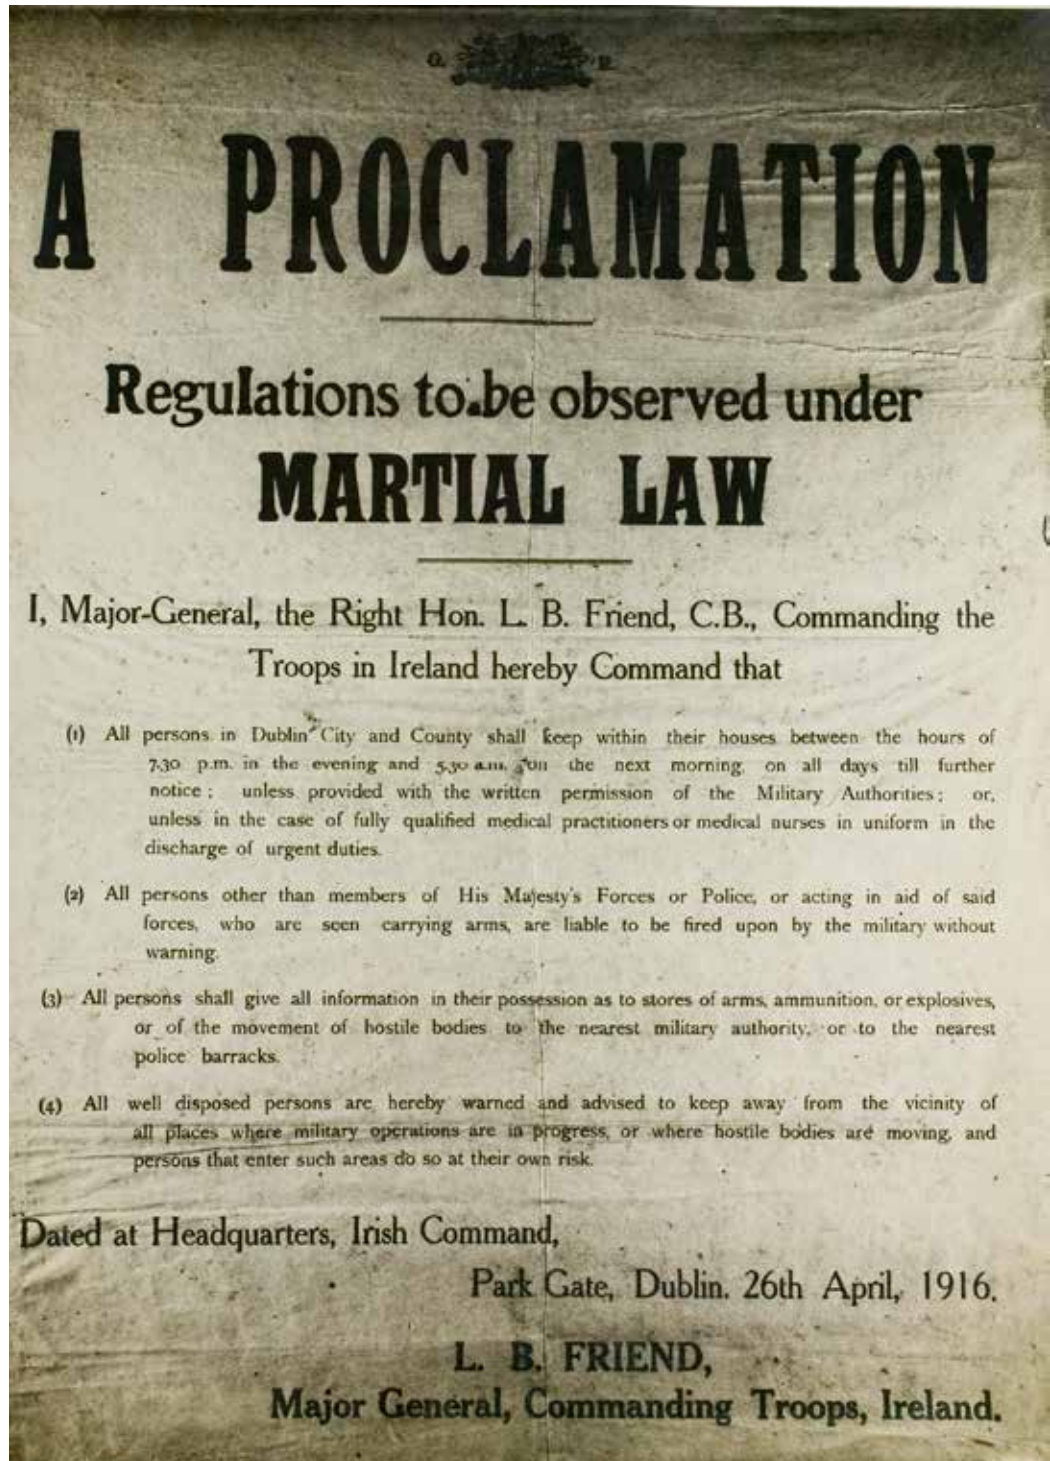 G. R.
A PROCLAMATION
Regulations to be observed under
MARTIAL LAW
I, Major-General, the Right Hon. L. B. Friend, C.B., Commanding the
Troops in Ireland hereby Command that
(1) All persons in Dublin City and County shall keep within their houses between the hours of
7.30 p.m. in the evening and 5.30 a.m. on the next morning, on all days till further
notice ; unless provided with the written permission of the Military Authorities ; or,
unless in the case of fully qualified medical practitioners or medical nurses in uniform in the
discharge of urgent duties.
(2) All persons other than members of His Majesty's Forces or Police, or acting in aid of said
forces, who are seen carrying arms, are liable to be fired upon by the military without
warning.
(3) All persons shall give all information in their possession as to stores of arms, ammunition, or explosives,
or of the movement of hostile bodies to the nearest military authority, or to the nearest
police barracks.
(4) All well disposed persons are hereby warned and advised to keep away from the vicinity of
all places where military operations are in progress, or where hostile bodies are moving, and
persons that enter such areas do so at their own risk.
Dated at Headquarters, Irish Command,
Park Gate, Dublin. 26th April, 1916.
L. B. FRIEND,
Major General, Commanding Troops, Ireland.